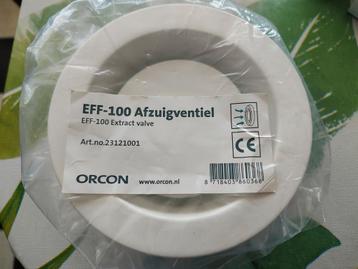 EFF-100 Afzuigventiel
EFF-100 Extract valve
Art.no.23121001
CE
ORCON
www.orcon.nl
8 718403 860366